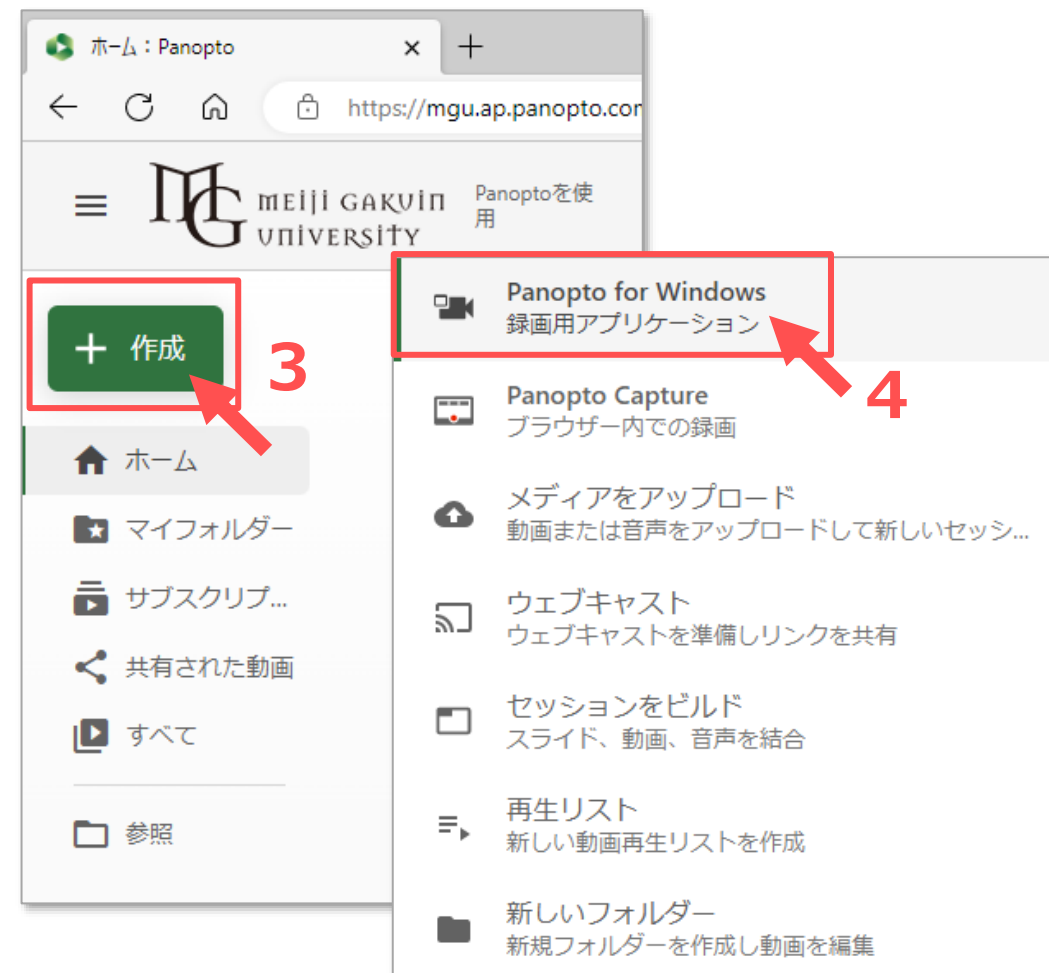 ホーム：Panopto
https://mgu.ap.panopto.cor
MEIJI GAKUIN
UNIVERSITY
Panoptoを使
用
+ 作成
3
ホーム
マイフォルダー
サブスクリプ...
共有された動画
すべて
参照
Panopto for Windows
録画用アプリケーション
4
Panopto Capture
ブラウザー内での録画
メディアをアップロード
動画または音声をアップロードして新しいセッシ...
ウェブキャスト
ウェブキャストを準備しリンクを共有
セッションをビルド
スライド、動画、音声を結合
再生リスト
新しい動画再生リストを作成
新しいフォルダー
新規フォルダーを作成し動画を編集